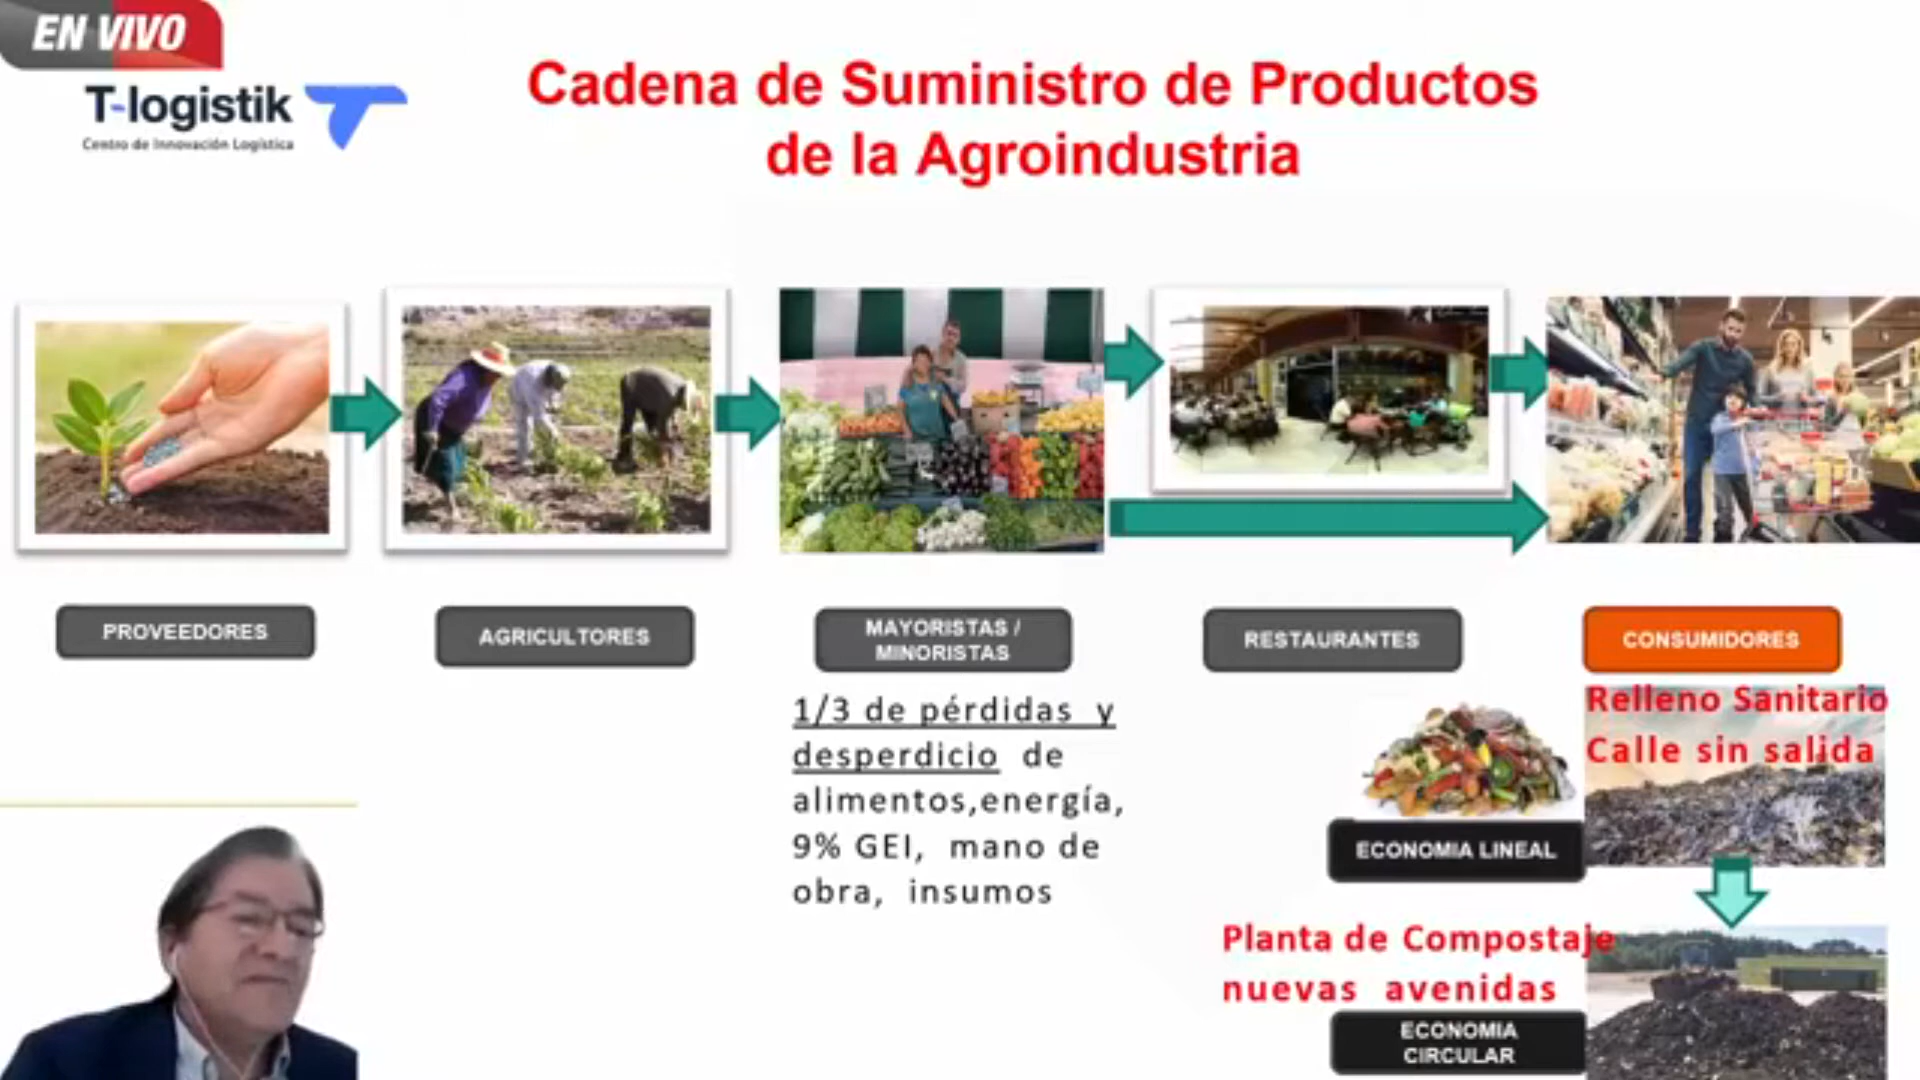 EN VIVO
T-logistik
Centro de Innovación Logística
Cadena de Suministro de Productos
de la Agroindustria
PROVEEDORES
AGRICULTORES
MAYORISTAS /
MINORISTAS
RESTAURANTES
CONSUMIDORES
1/3 de pérdidas y
desperdicio de
alimentos,energía,
9% GEI, mano de
obra, insumos
Relleno Sanitario
Calle sin salida
ECONOMIA LINEAL
Planta de Compostaje
nuevas avenidas
ECONOMIA
CIRCULAR